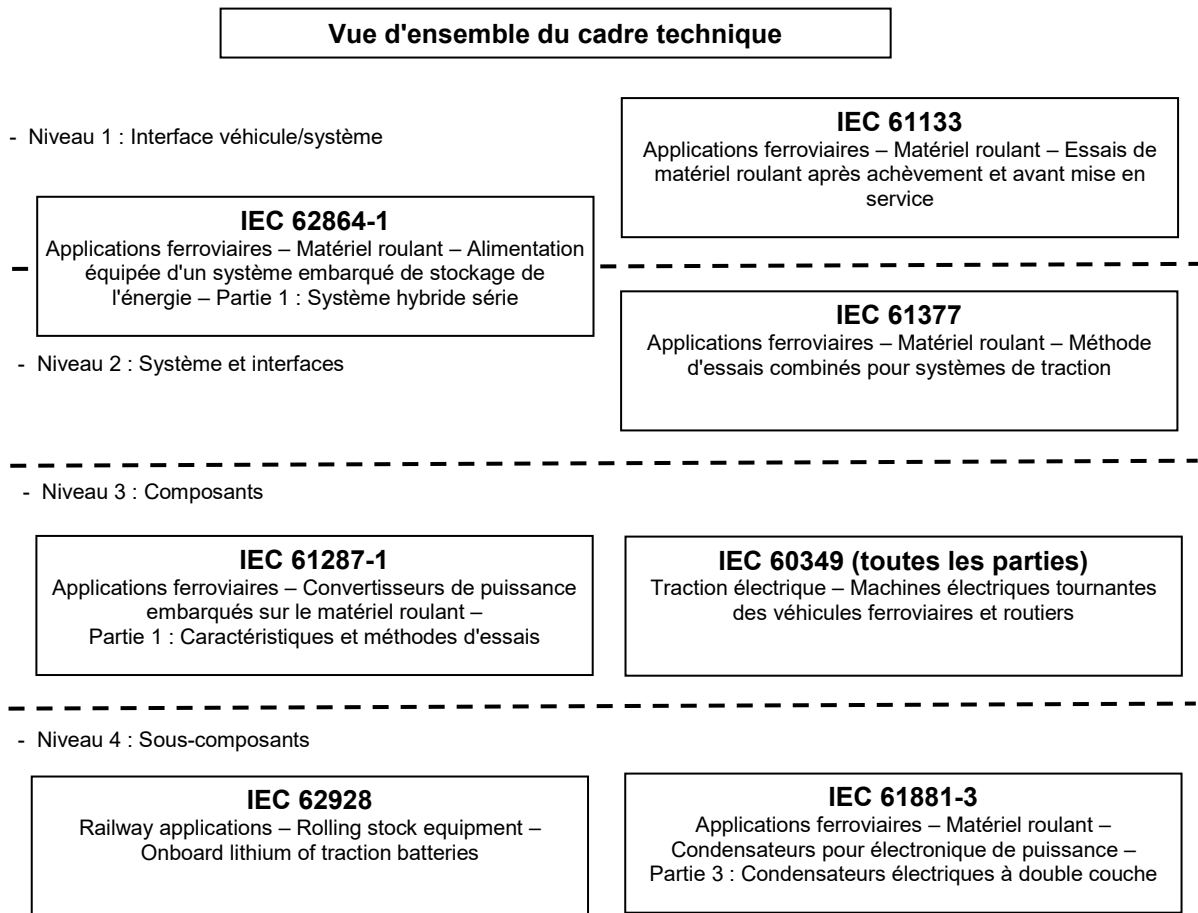 Vue d'ensemble du cadre technique
- Niveau 1 : Interface véhicule/système
IEC 61133
Applications ferroviaires – Matériel roulant – Essais de
matériel roulant après achèvement et avant mise en
service
IEC 62864-1
Applications ferroviaires – Matériel roulant – Alimentation
équipée d'un système embarqué de stockage de
l'énergie – Partie 1 : Système hybride série
IEC 61377
Applications ferroviaires – Matériel roulant – Méthode
d'essais combinés pour systèmes de traction
- Niveau 2 : Système et interfaces
- Niveau 3 : Composants
IEC 61287-1
Applications ferroviaires – Convertisseurs de puissance
embarqués sur le matériel roulant –
Partie 1 : Caractéristiques et méthodes d'essais
IEC 60349 (toutes les parties)
Traction électrique – Machines électriques tournantes
des véhicules ferroviaires et routiers
- Niveau 4 : Sous-composants
IEC 62928
Railway applications – Rolling stock equipment –
Onboard lithium of traction batteries
IEC 61881-3
Applications ferroviaires – Matériel roulant –
Condensateurs pour électronique de puissance –
Partie 3 : Condensateurs électriques à double couche